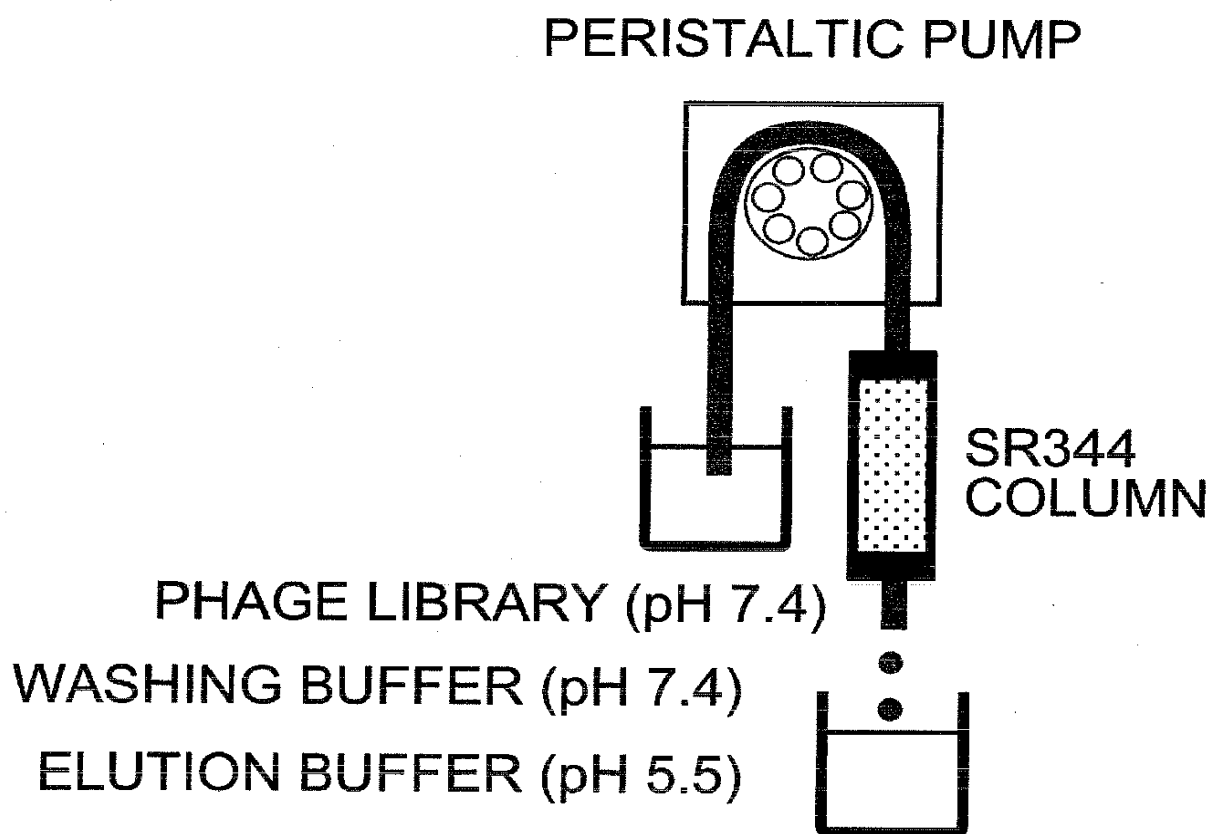 PERISTALTIC PUMP
SR344
COLUMN
PHAGE LIBRARY (pH 7.4)
WASHING BUFFER (pH 7.4)
ELUTION BUFFER (pH 5.5)